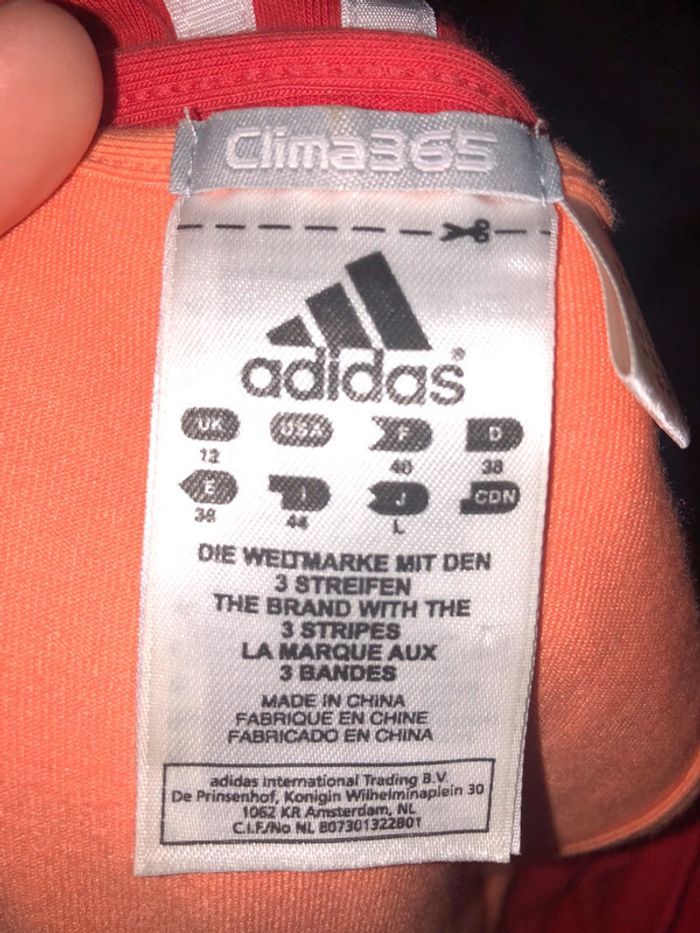 Clima365
adidas®
UK USA F D
12 40 38
E I J CDN
38 44 L
DIE WELTMARKE MIT DEN
3 STREIFEN
THE BRAND WITH THE
3 STRIPES
LA MARQUE AUX
3 BANDES
MADE IN CHINA
FABRIQUE EN CHINE
FABRICADO EN CHINA
adidas International Trading B.V.
De Prinsenhof, Konigin Wilhelminaplein 30
1062 KR Amsterdam, NL
C.I.F./No NL 807301322B01